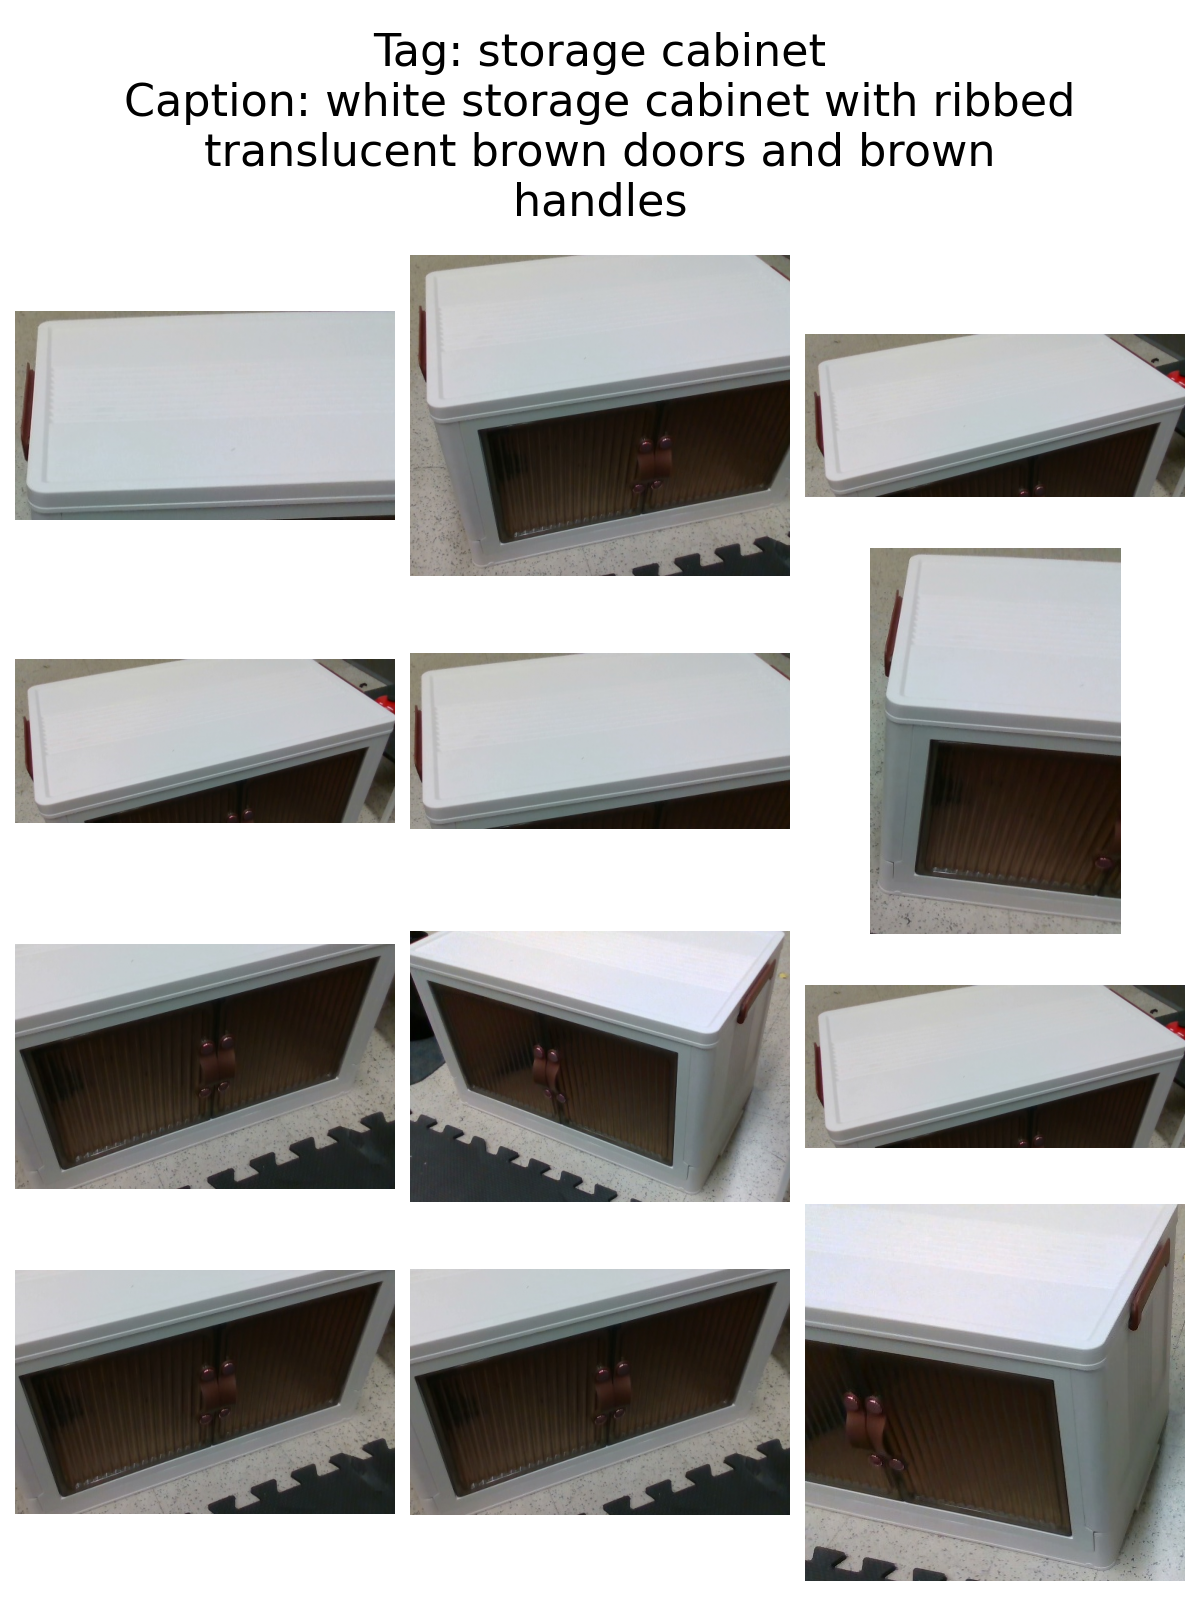 Tag: storage cabinet
Caption: white storage cabinet with ribbed
translucent brown doors and brown
handles